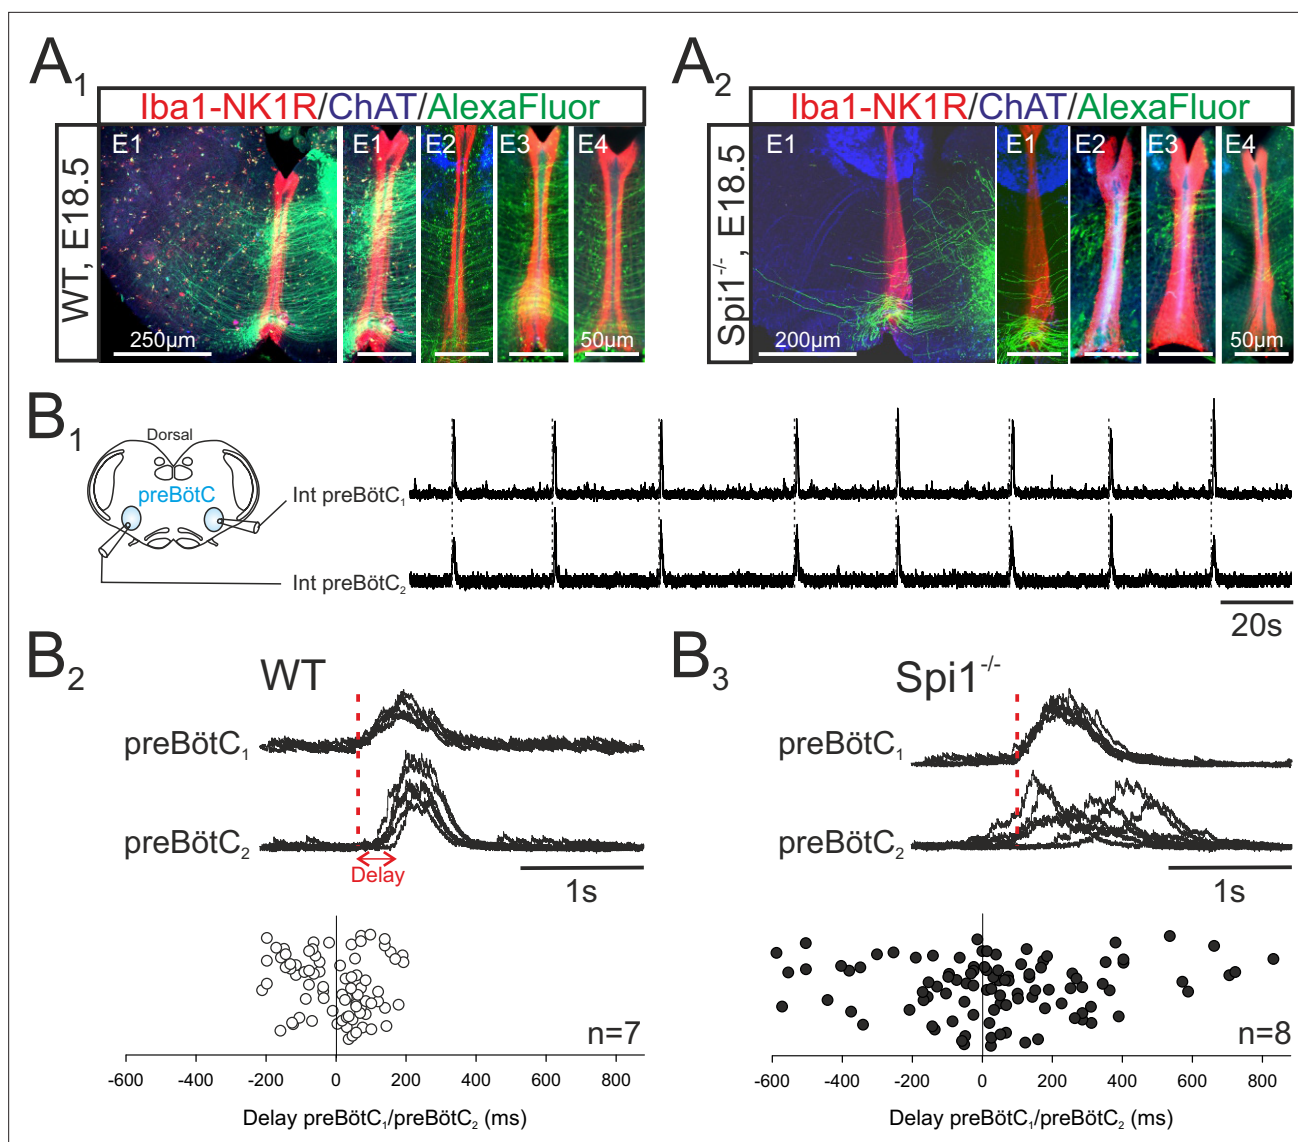 A1
Iba1-NK1R/ChAT/AlexaFluor
WT, E18.5
E1
E1
E2
E3
E4
250µm
50µm
A2
Iba1-NK1R/ChAT/AlexaFluor
Spi1-/-, E18.5
E1
E1
E2
E3
E4
200µm
50µm
B1
Dorsal
preBötC
Int preBötC1
Int preBötC2
20s
B2
WT
preBötC1
preBötC2
Delay
1s
n=7
-600 -400 -200 0 200 400 600 800
Delay preBötC1/preBötC2 (ms)
B3
Spi1-/-
preBötC1
preBötC2
1s
n=8
-600 -400 -200 0 200 400 600 800
Delay preBötC1/preBötC2 (ms)